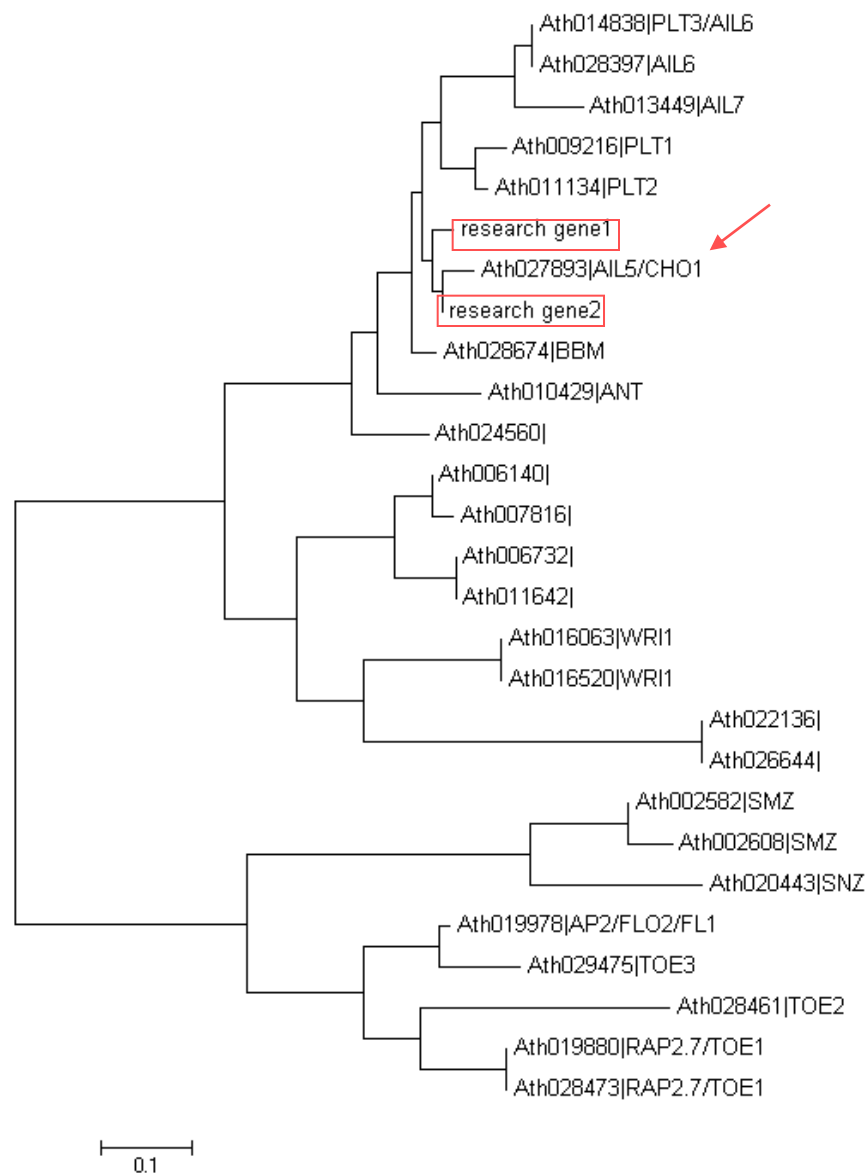 Ath014838|PLT3/AIL6
Ath028397|AIL6
Ath013449|AIL7
Ath009216|PLT1
Ath011134|PLT2
research gene1
Ath027893|AIL5/CHO1
research gene2
Ath028674|BBM
Ath010429|ANT
Ath024560|
Ath006140|
Ath007816|
Ath006732|
Ath011642|
Ath016063|WRI1
Ath016520|WRI1
Ath022136|
Ath026644|
Ath002582|SMZ
Ath002608|SMZ
Ath020443|SNZ
Ath019978|AP2/FLO2/FL1
Ath029475|TOE3
Ath028461|TOE2
Ath019880|RAP2.7/TOE1
Ath028473|RAP2.7/TOE1
0.1